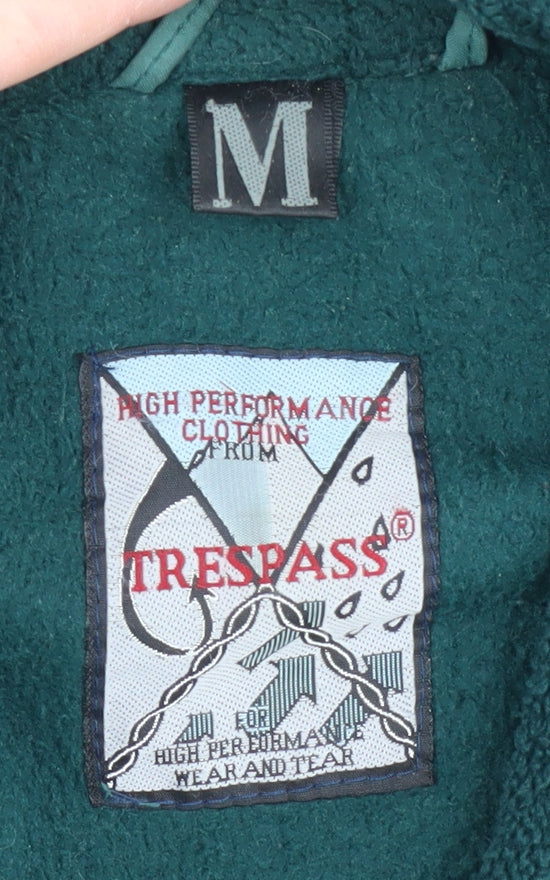 M
HIGH PERFORMANCE
CLOTHING
FROM
TRESPASS®
FOR
HIGH PERFORMANCE
WEAR AND TEAR